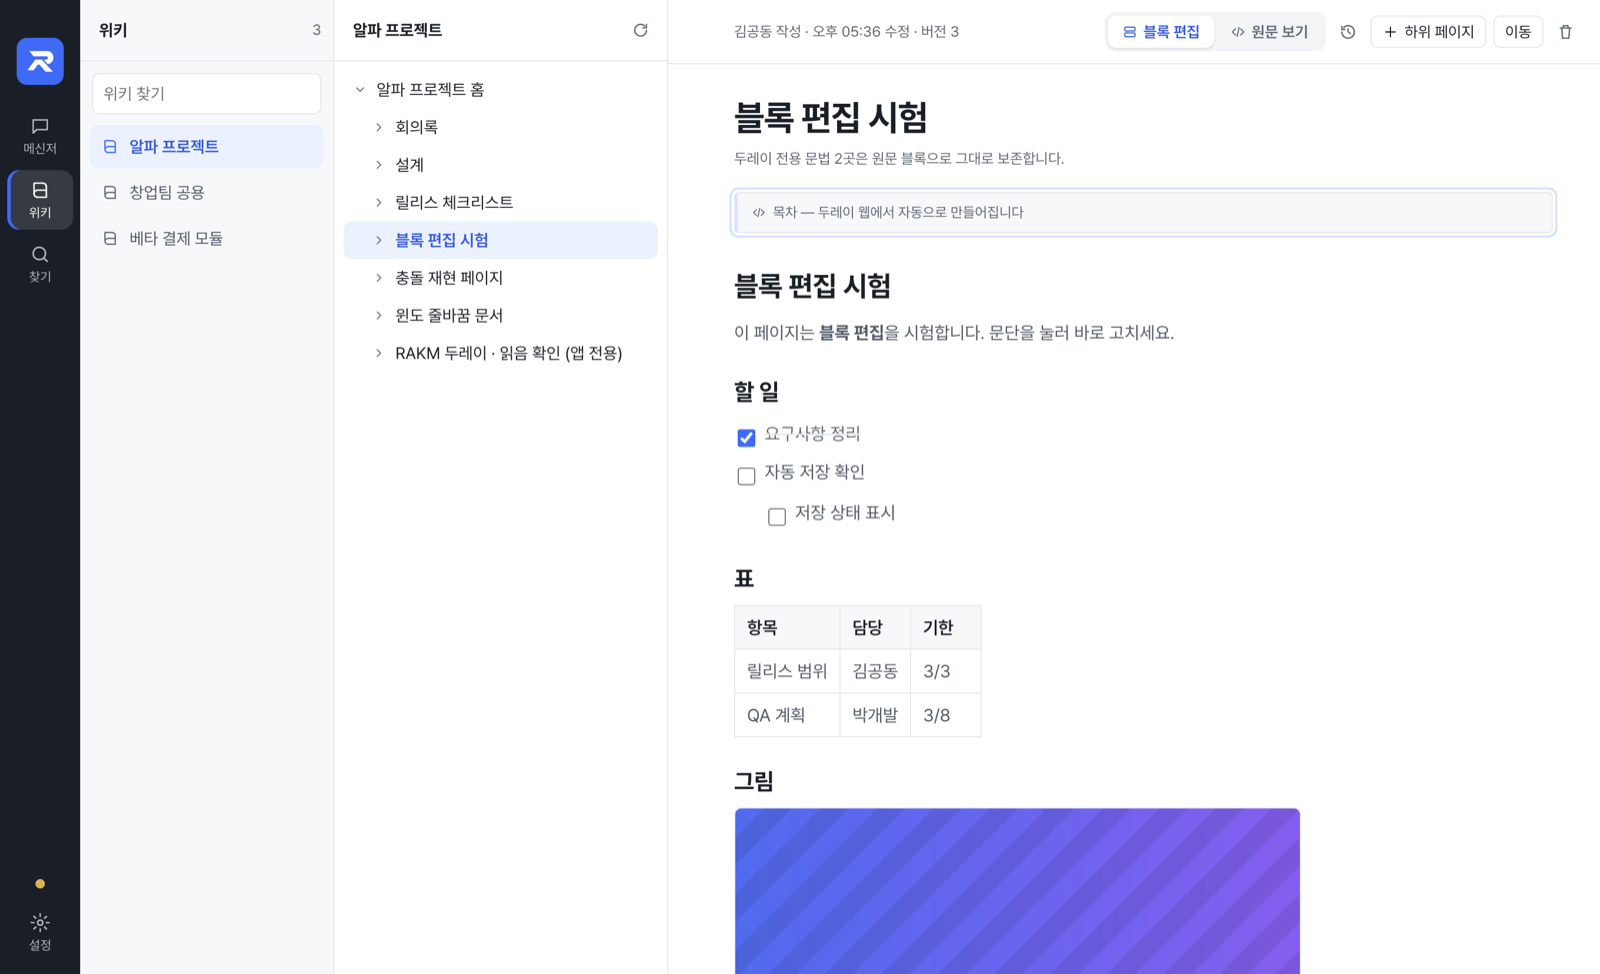 위키
3
알파 프로젝트
김공동 작성 · 오후 05:36 수정 · 버전 3
블록 편집
원문 보기
하위 페이지
이동
메신저
위키
찾기
설정
위키 찾기
알파 프로젝트
창업팀 공용
베타 결제 모듈
알파 프로젝트 홈
회의록
설계
릴리스 체크리스트
블록 편집 시험
충돌 재현 페이지
윈도 줄바꿈 문서
RAKM 두레이 · 읽음 확인 (앱 전용)
블록 편집 시험
두레이 전용 문법 2곳은 원문 블록으로 그대로 보존합니다.
목차 — 두레이 웹에서 자동으로 만들어집니다
블록 편집 시험
이 페이지는 블록 편집을 시험합니다. 문단을 눌러 바로 고치세요.
할 일
요구사항 정리
자동 저장 확인
저장 상태 표시
표
항목 담당 기한
릴리스 범위 김공동 3/3
QA 계획 박개발 3/8
그림